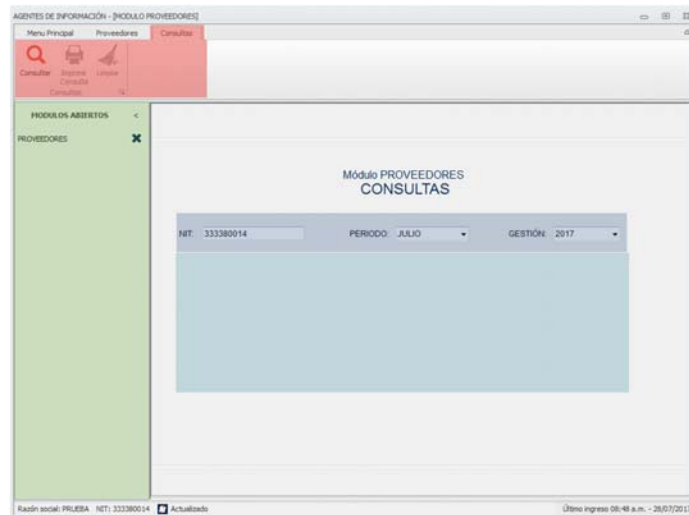 AGENTES DE INFORMACIÓN - [MODULO PROVEEDORES]
Menu Principal Proveedores Consultas
Consultar Imprimir Consulta Limpiar
Consultas
MODULOS ABIERTOS <
PROVEEDORES
Módulo PROVEEDORES
CONSULTAS
NIT: 333380014 PERIODO: JULIO GESTIÓN: 2017
Razón social: PRUEBA NIT: 333380014 Actualizado Último ingreso 08:48 a.m. - 28/07/2017